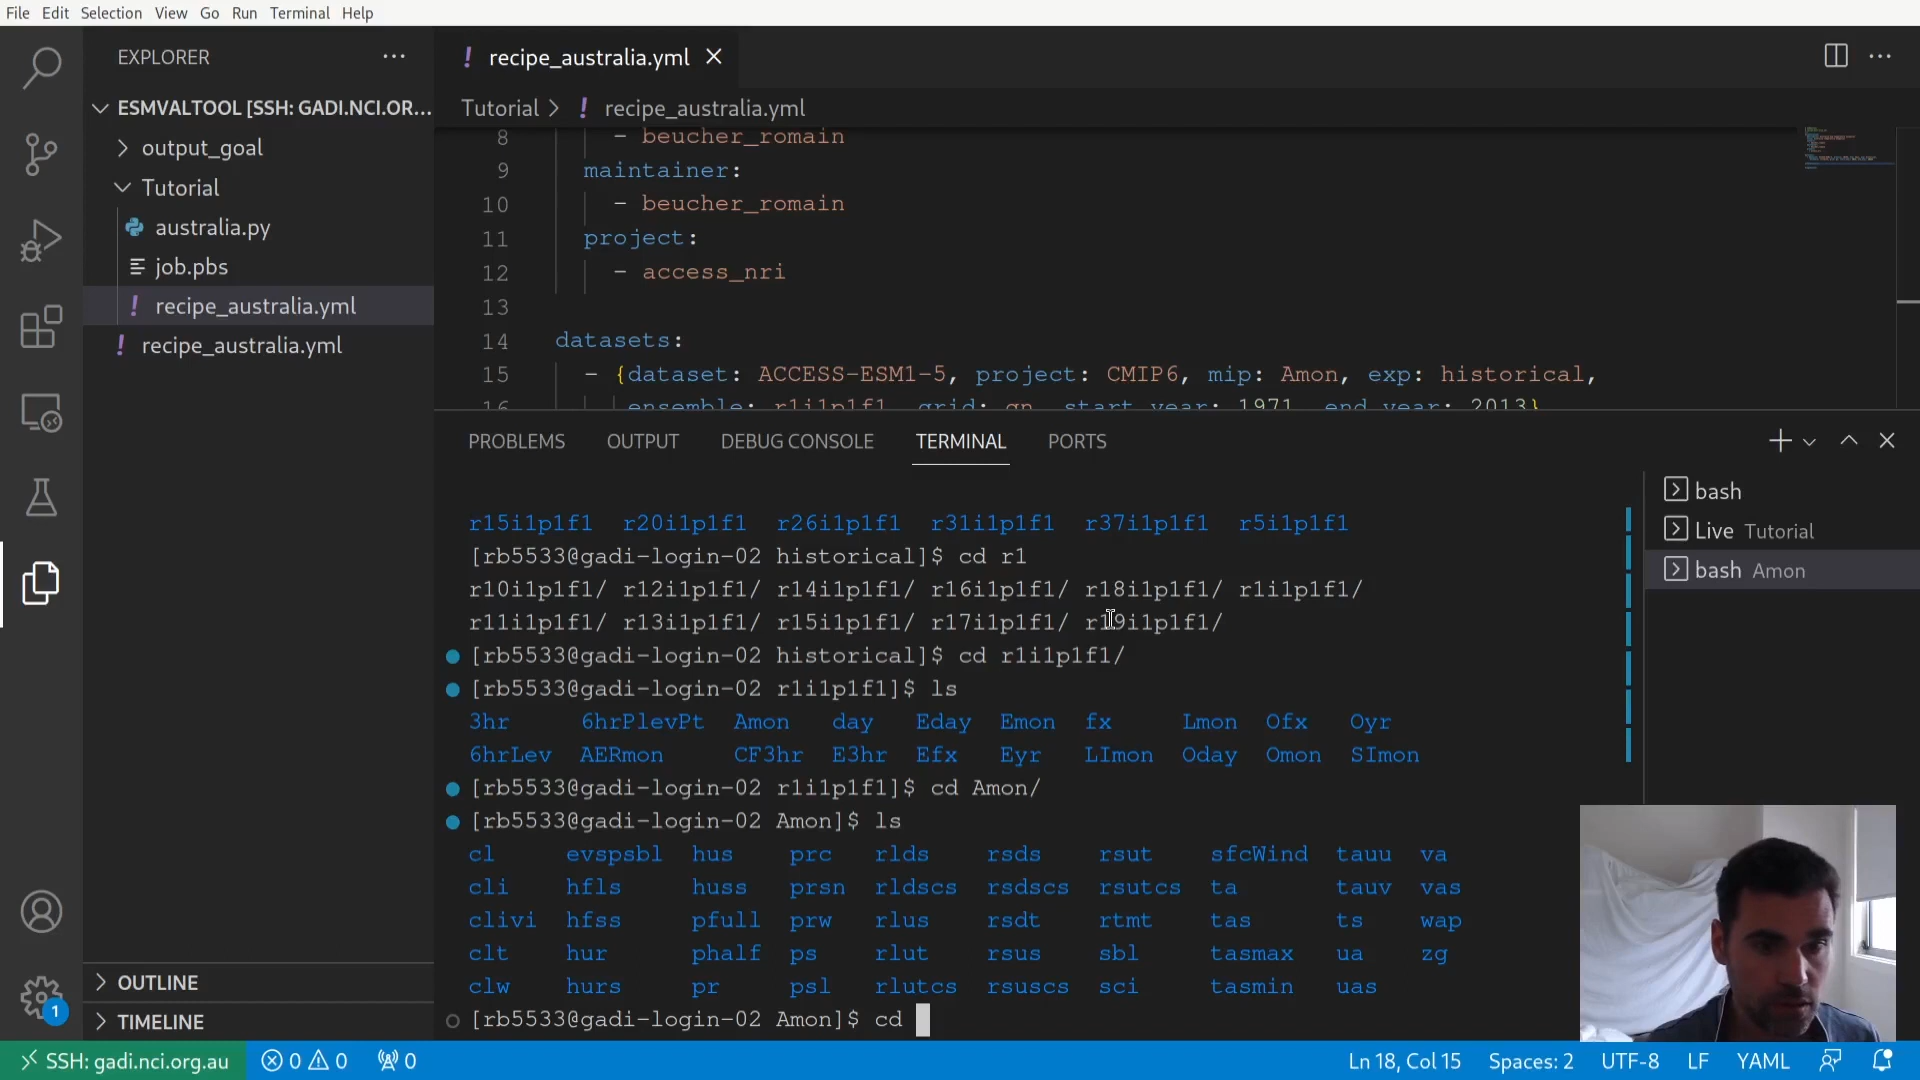 File Edit Selection View Go Run Terminal Help
EXPLORER ···
ESMVALTOOL [SSH: GADI.NCI.OR...
output_goal
Tutorial
australia.py
job.pbs
! recipe_australia.yml
! recipe_australia.yml
OUTLINE
TIMELINE
! recipe_australia.yml
Tutorial > ! recipe_australia.yml
8 - beucher_romain
9 maintainer:
10 - beucher_romain
11 project:
12 - access_nri
13
14 datasets:
15 - {dataset: ACCESS-ESM1-5, project: CMIP6, mip: Amon, exp: historical,
16 ensemble: r1i1p1f1, grid: gn, start_year: 1971, end_year: 2013}
PROBLEMS OUTPUT DEBUG CONSOLE TERMINAL PORTS
r15i1p1f1 r20i1p1f1 r26i1p1f1 r31i1p1f1 r37i1p1f1 r5i1p1f1
[rb5533@gadi-login-02 historical]$ cd r1
r10i1p1f1/ r12i1p1f1/ r14i1p1f1/ r16i1p1f1/ r18i1p1f1/ r1i1p1f1/
r11i1p1f1/ r13i1p1f1/ r15i1p1f1/ r17i1p1f1/ r19i1p1f1/
[rb5533@gadi-login-02 historical]$ cd r1i1p1f1/
[rb5533@gadi-login-02 r1i1p1f1]$ ls
3hr 6hrPlevPt Amon day Eday Emon fx Lmon Ofx Oyr
6hrLev AERmon CF3hr E3hr Efx Eyr LImon Oday Omon SImon
[rb5533@gadi-login-02 r1i1p1f1]$ cd Amon/
[rb5533@gadi-login-02 Amon]$ ls
cl evspsbl hus prc rlds rsds rsut sfcWind tauu va
cli hfls huss prsn rldscs rsdscs rsutcs ta tauv vas
clivi hfss pfull prw rlus rsdt rtmt tas ts wap
clt hur phalf ps rlut rsus sbl tasmax ua zg
clw hurs pr psl rlutcs rsuscs sci tasmin uas
[rb5533@gadi-login-02 Amon]$ cd
bash
Live Tutorial
bash Amon
1
SSH: gadi.nci.org.au 0 0 0 Ln 18, Col 15 Spaces: 2 UTF-8 LF YAML